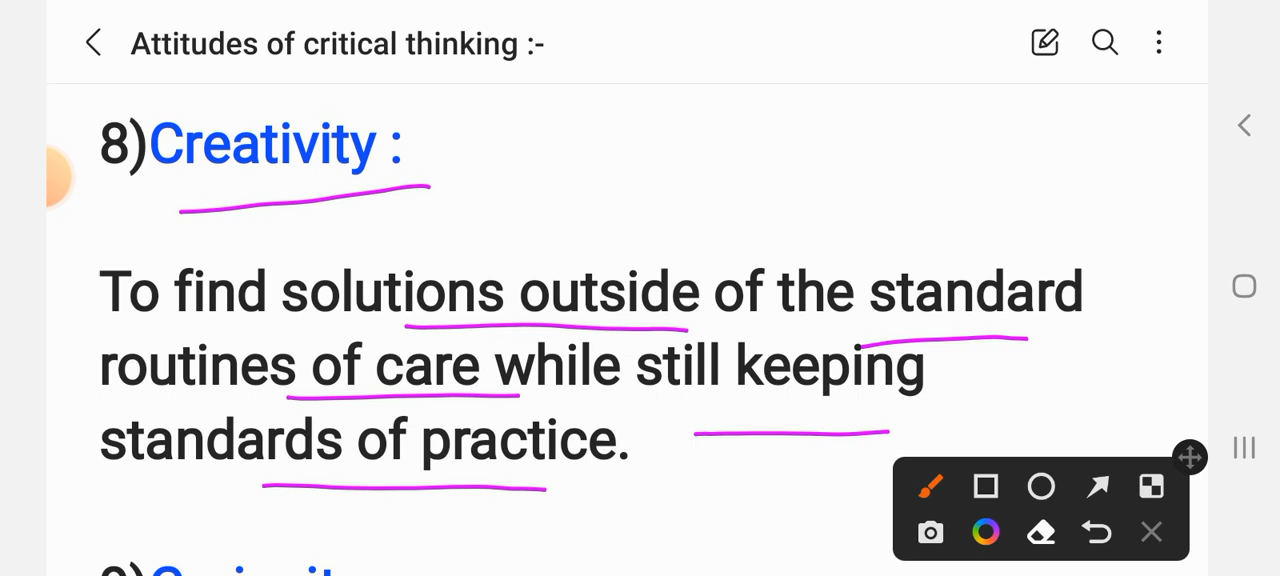 Attitudes of critical thinking :-
8)Creativity :
To find solutions outside of the standard
routines of care while still keeping
standards of practice.